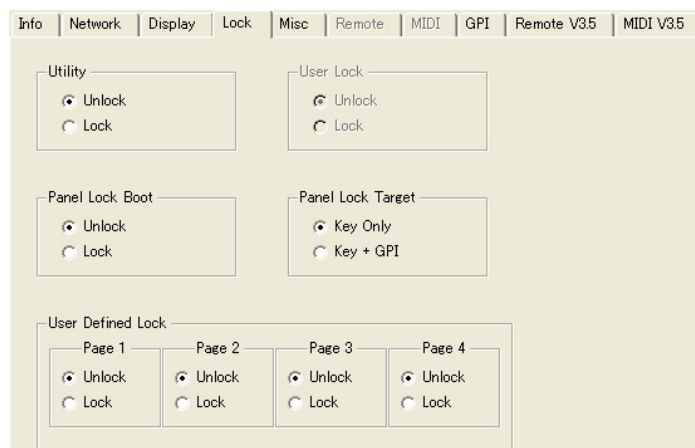 Info Network Display Lock Misc Remote MIDI GPI Remote V3.5 MIDI V3.5
Utility User Lock
Unlock Unlock
Lock Lock
Panel Lock Boot Panel Lock Target
Unlock Key Only
Lock Key + GPI
User Defined Lock
Page 1 Page 2 Page 3 Page 4
Unlock Unlock Unlock Unlock
Lock Lock Lock Lock